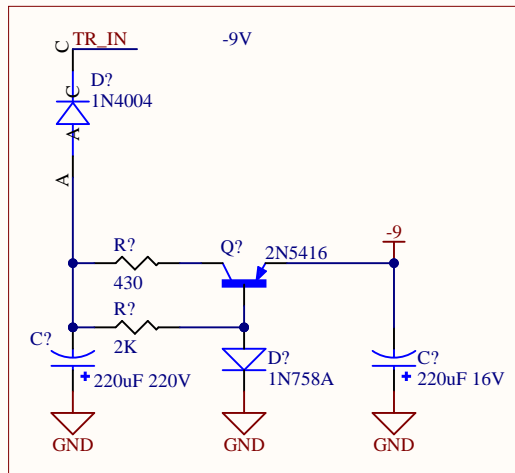 C
TR_IN
-9V
D?
C
1N4004
A
A
-9
R?
Q?
2N5416
430
R?
C?
2K
D?
C?
220uF 220V
1N758A
220uF 16V
GND
GND
GND